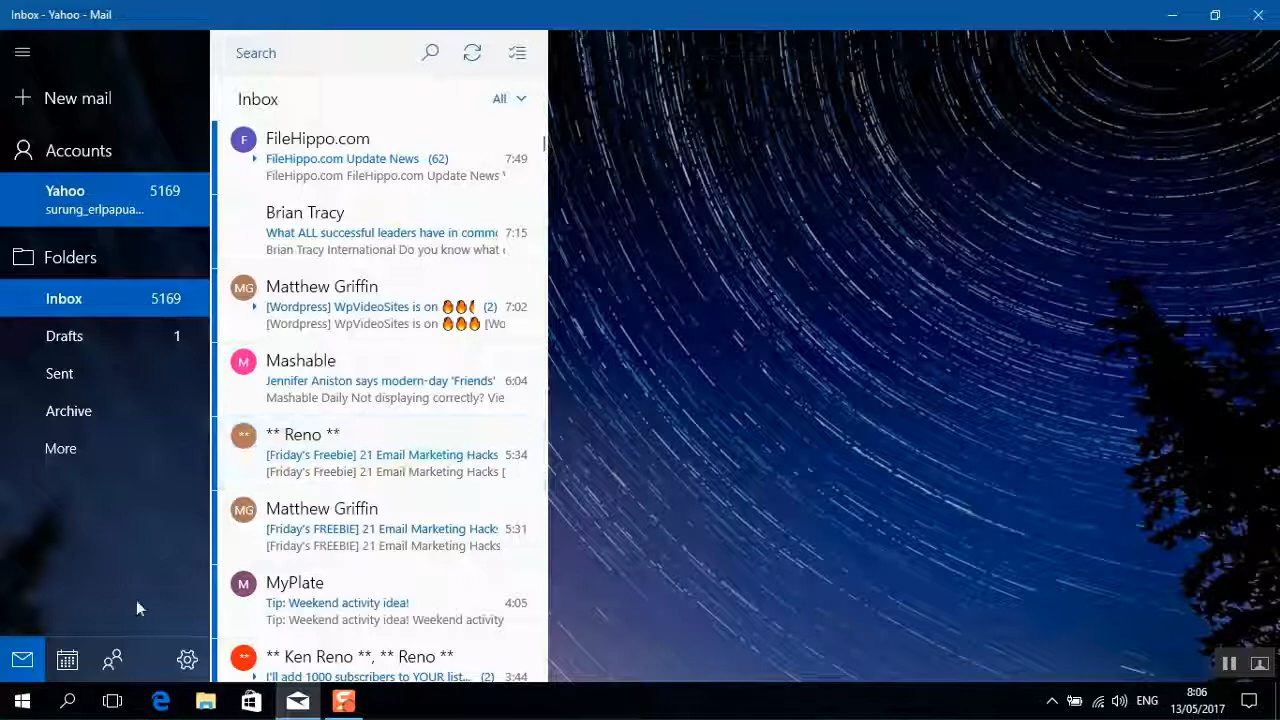 Inbox - Yahoo - Mail
New mail
Accounts
Yahoo 5169
surung_erlpapua...
Folders
Inbox 5169
Drafts 1
Sent
Archive
More
Search
Inbox All
F FileHippo.com
FileHippo.com Update News (62) 7:49
FileHippo.com FileHippo.com Update News
Brian Tracy
What ALL successful leaders have in comm 7:15
Brian Tracy International Do you know what
MG Matthew Griffin
[Wordpress] WpVideoSites is on 🔥🔥 (2) 7:02
[Wordpress] WpVideoSites is on 🔥🔥🔥 [Wo
M Mashable
Jennifer Aniston says modern-day 'Friends' 6:04
Mashable Daily Not displaying correctly? Vie
** ** Reno **
[Friday's Freebie] 21 Email Marketing Hacks 5:34
[Friday's Freebie] 21 Email Marketing Hacks [
MG Matthew Griffin
[Friday's FREEBIE] 21 Email Marketing Hack 5:31
[Friday's FREEBIE] 21 Email Marketing Hacks
M MyPlate
Tip: Weekend activity idea! 4:05
Tip: Weekend activity idea! Weekend activity
** ** Ken Reno **, ** Reno **
I'll add 1000 subscribers to YOUR list... (2) 3:44
ENG
8:06
13/05/2017